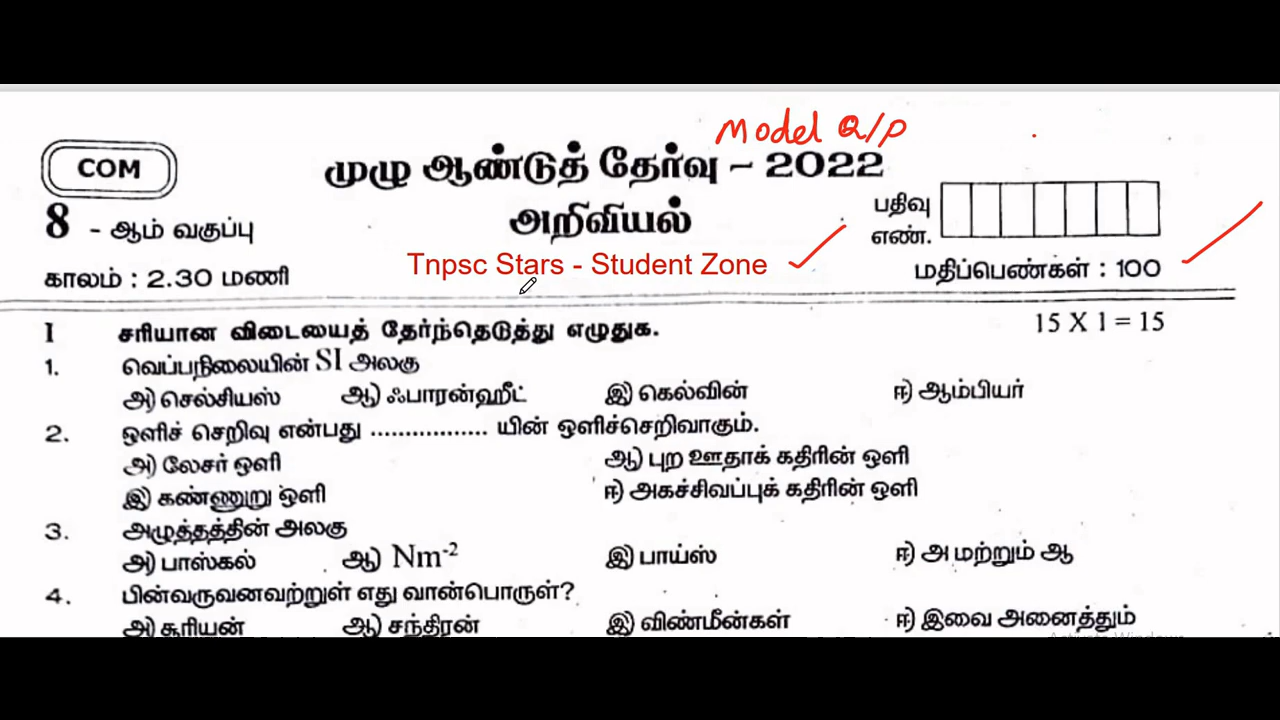 Model Q/P
COM
முழு ஆண்டுத் தேர்வு – 2022
8 - ஆம் வகுப்பு
அறிவியல்
பதிவு எண்.
Tnpsc Stars - Student Zone
காலம் : 2.30 மணி
மதிப்பெண்கள் : 100
I சரியான விடையைத் தேர்ந்தெடுத்து எழுதுக. 15 X 1 = 15
1. வெப்பநிலையின் SI அலகு
அ) செல்சியஸ் ஆ) ஃபாரன்ஹீட் இ) கெல்வின் ஈ) ஆம்பியர்
2. ஒளிச் செறிவு என்பது ................. யின் ஒளிச்செறிவாகும்.
அ) லேசர் ஒளி ஆ) புற ஊதாக் கதிரின் ஒளி
இ) கண்ணுறு ஒளி ஈ) அகச்சிவப்புக் கதிரின் ஒளி
3. அழுத்தத்தின் அலகு
அ) பாஸ்கல் ஆ) Nm-2 இ) பாய்ஸ் ஈ) அ மற்றும் ஆ
4. பின்வருவனவற்றுள் எது வான்பொருள்?
அ) சூரியன் ஆ) சந்திரன் இ) விண்மீன்கள் ஈ) இவை அனைத்தும்